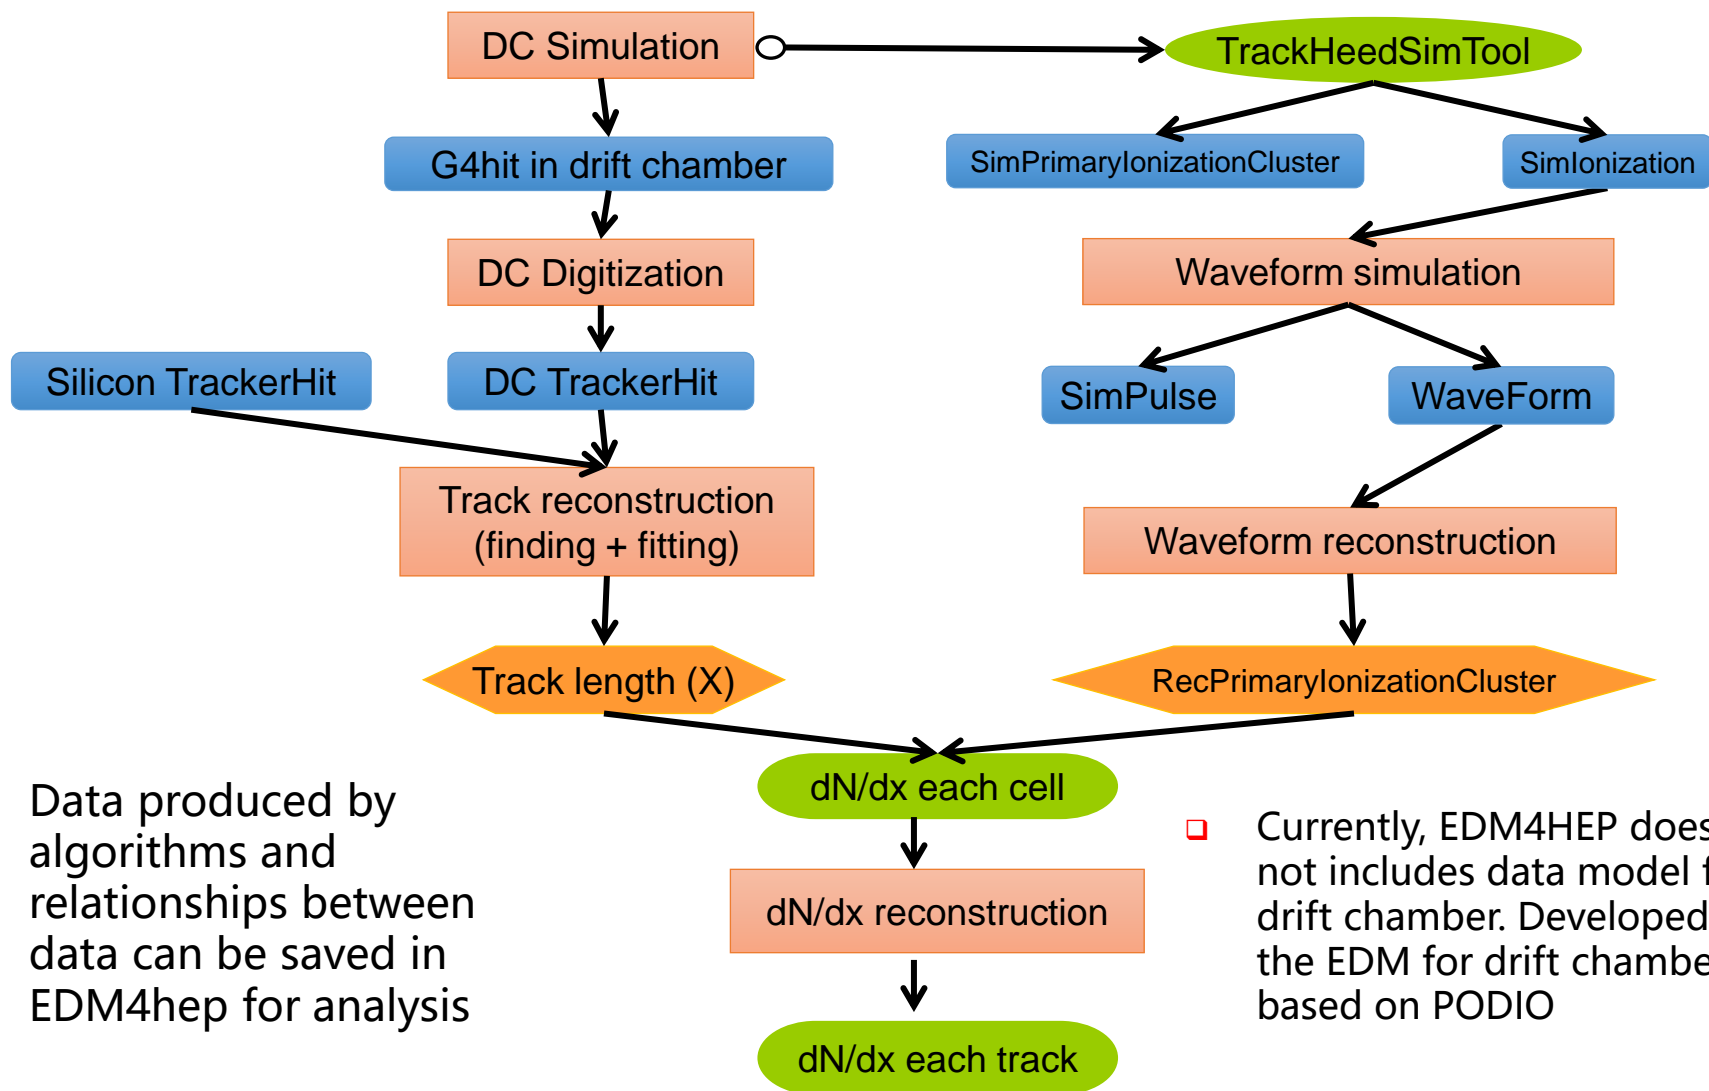 DC Simulation
TrackHeedSimTool
G4hit in drift chamber
SimPrimaryIonizationCluster
SimIonization
DC Digitization
Waveform simulation
Silicon TrackerHit
DC TrackerHit
SimPulse
WaveForm
Track reconstruction
(finding + fitting)
Waveform reconstruction
Track length (X)
RecPrimaryIonizationCluster
dN/dx each cell
dN/dx reconstruction
dN/dx each track
Data produced by
algorithms and
relationships between
data can be saved in
EDM4hep for analysis
Currently, EDM4HEP does
not includes data model
drift chamber. Developed
the EDM for drift
based on PODIO